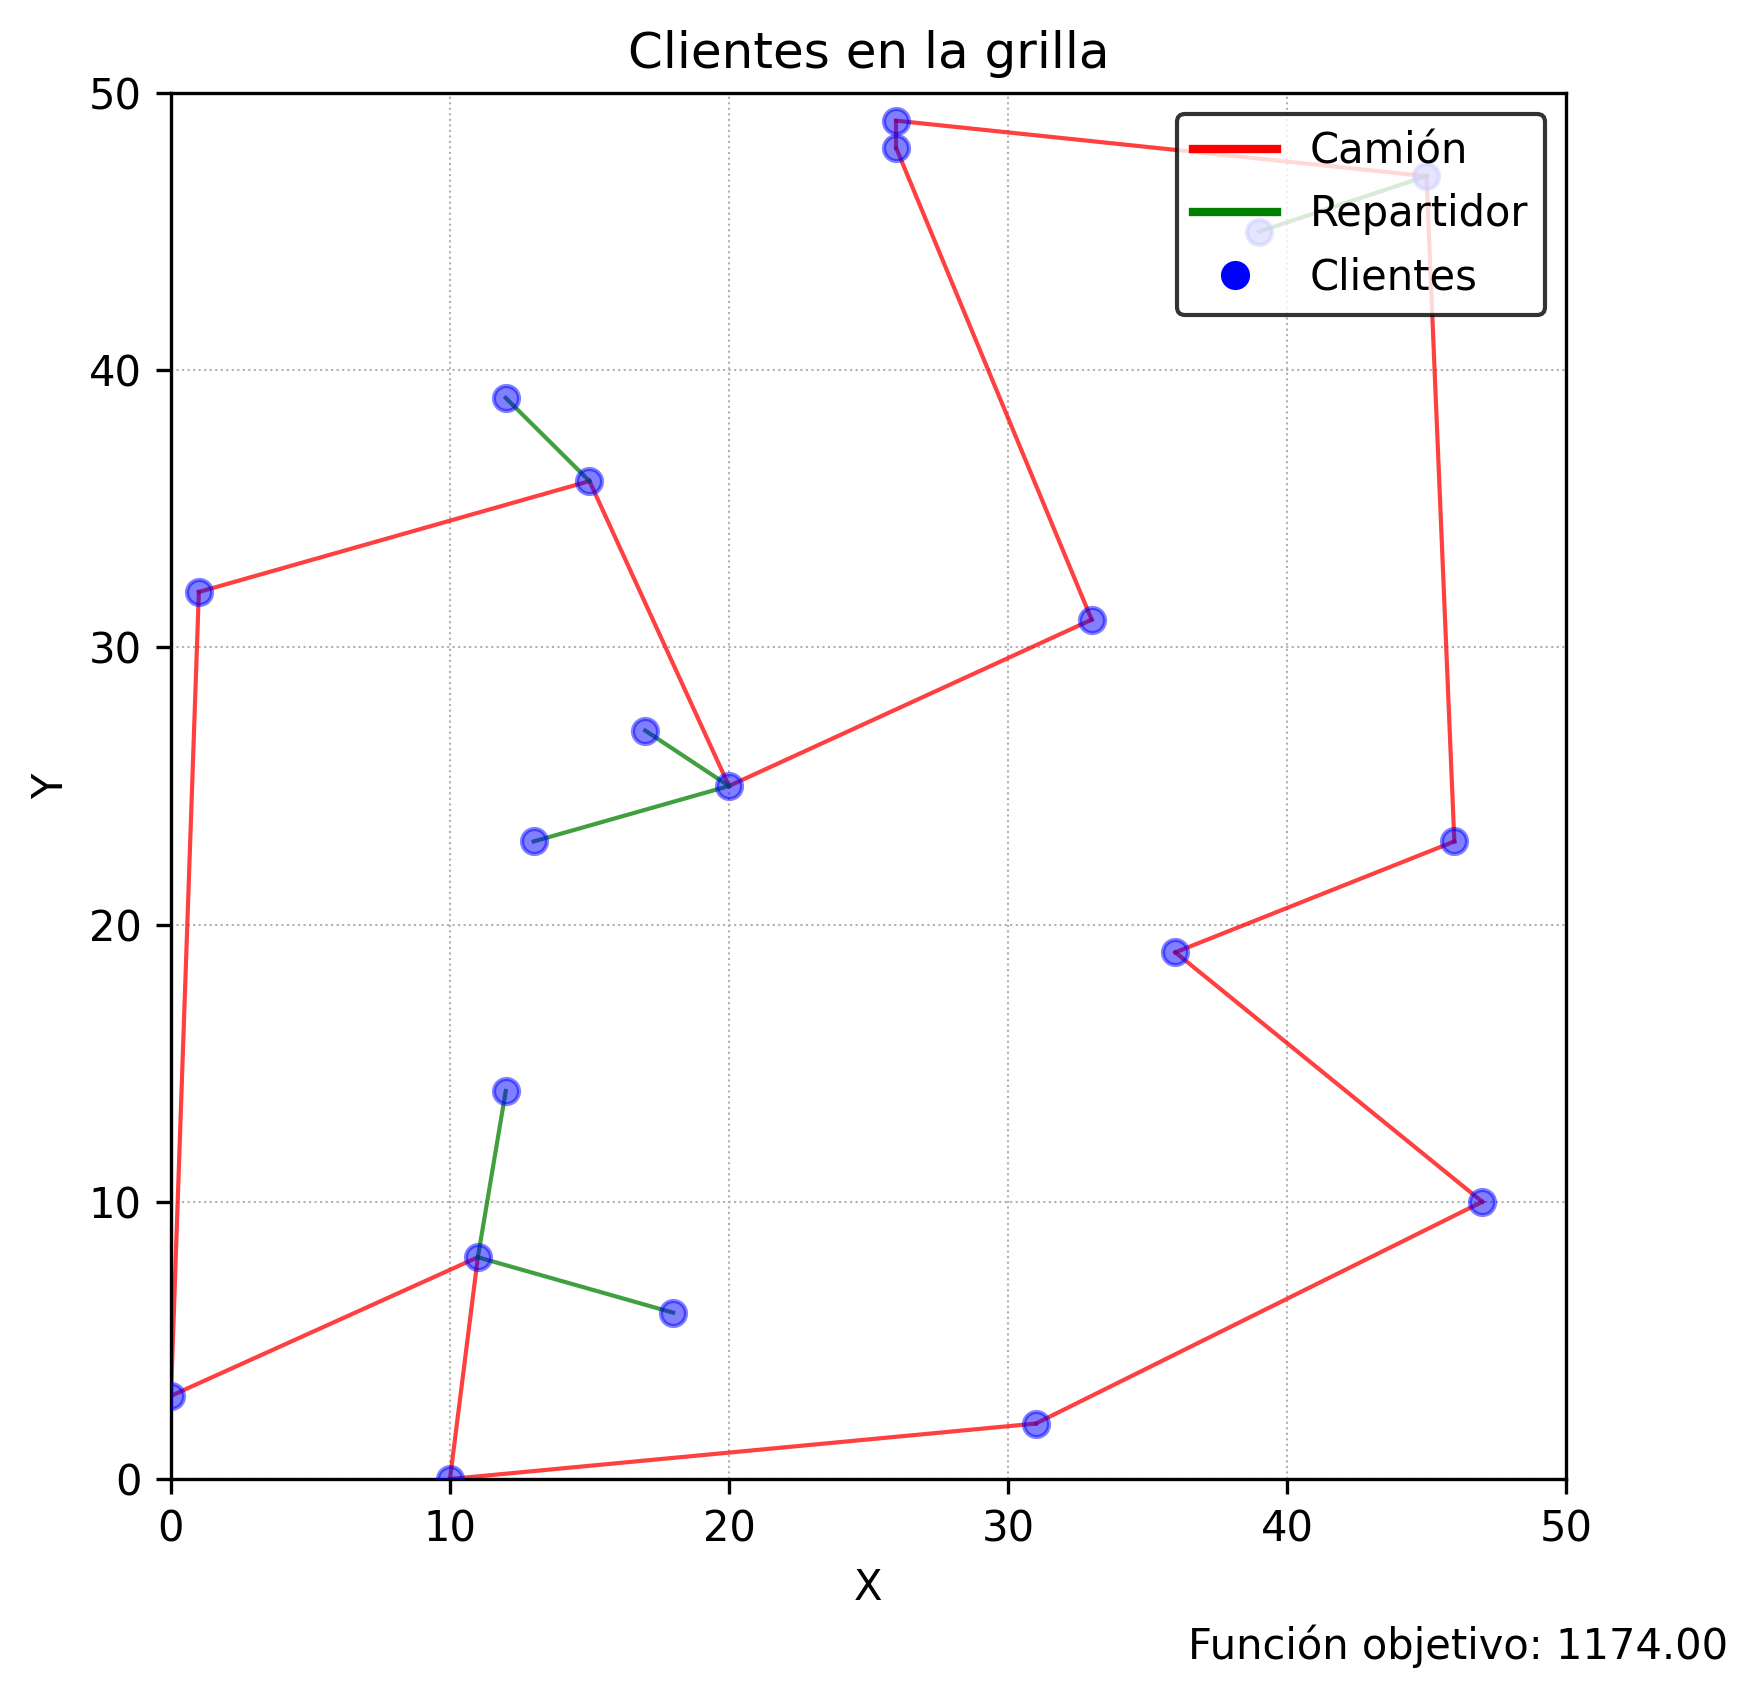 Clientes en la grilla
50
40
30
20
10
0
Y
Camión
Repartidor
Clientes
0 10 20 30 40 50
X
Función objetivo: 1174.00